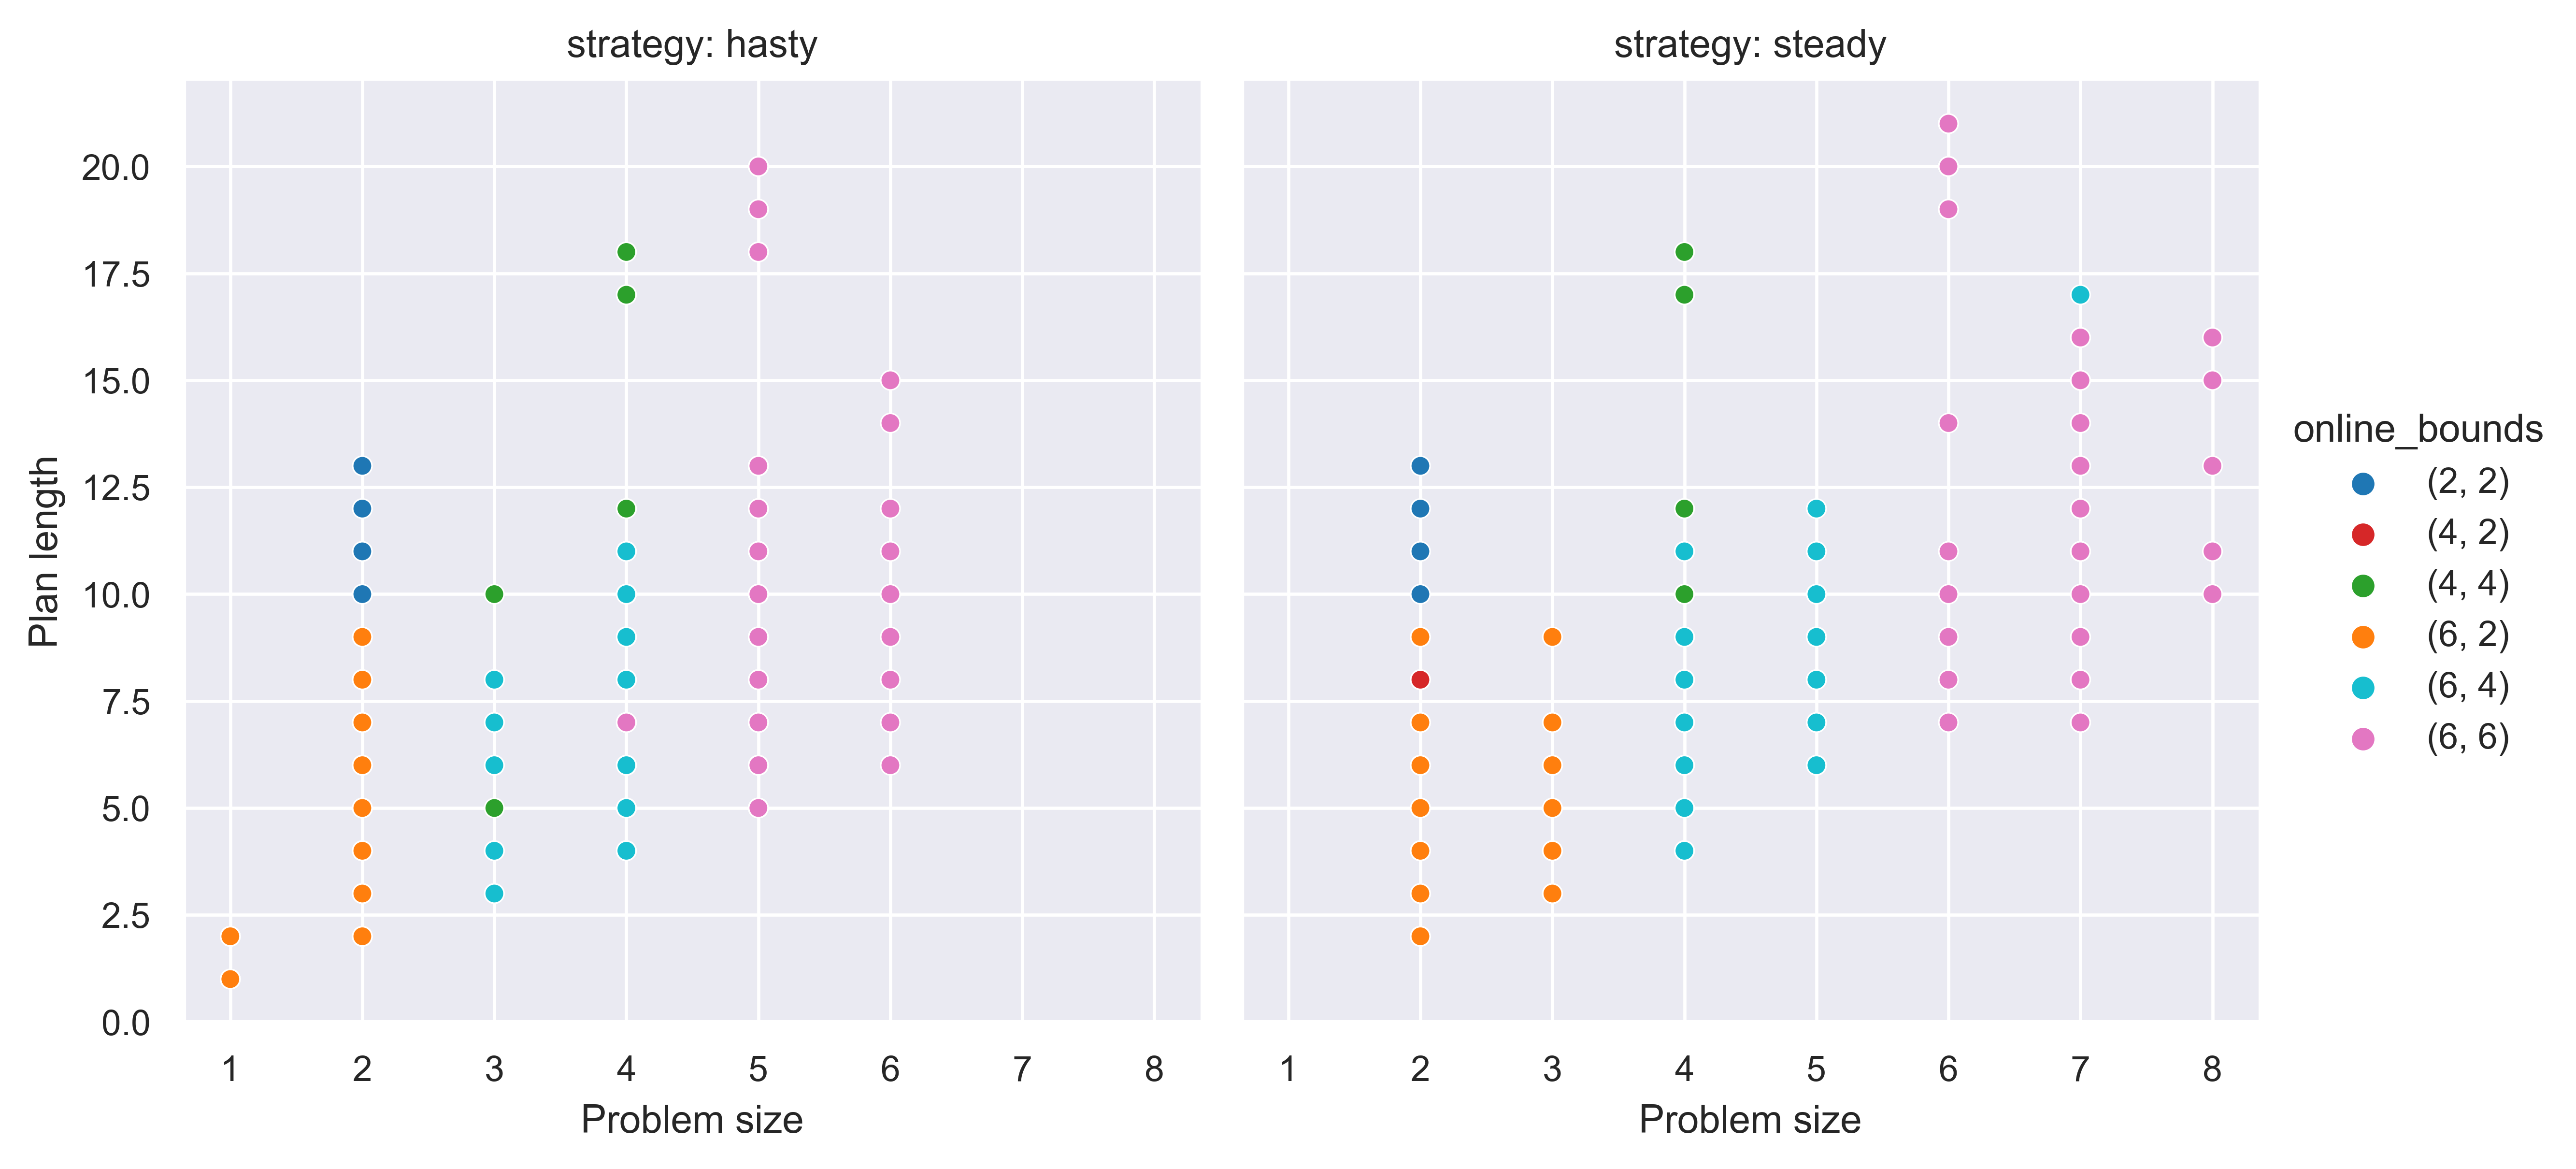 strategy: hasty
strategy: steady
Plan length
20.0
17.5
15.0
12.5
10.0
7.5
5.0
2.5
0.0
1 2 3 4 5 6 7 8
1 2 3 4 5 6 7 8
Problem size
Problem size
online_bounds
(2, 2)
(4, 2)
(4, 4)
(6, 2)
(6, 4)
(6, 6)